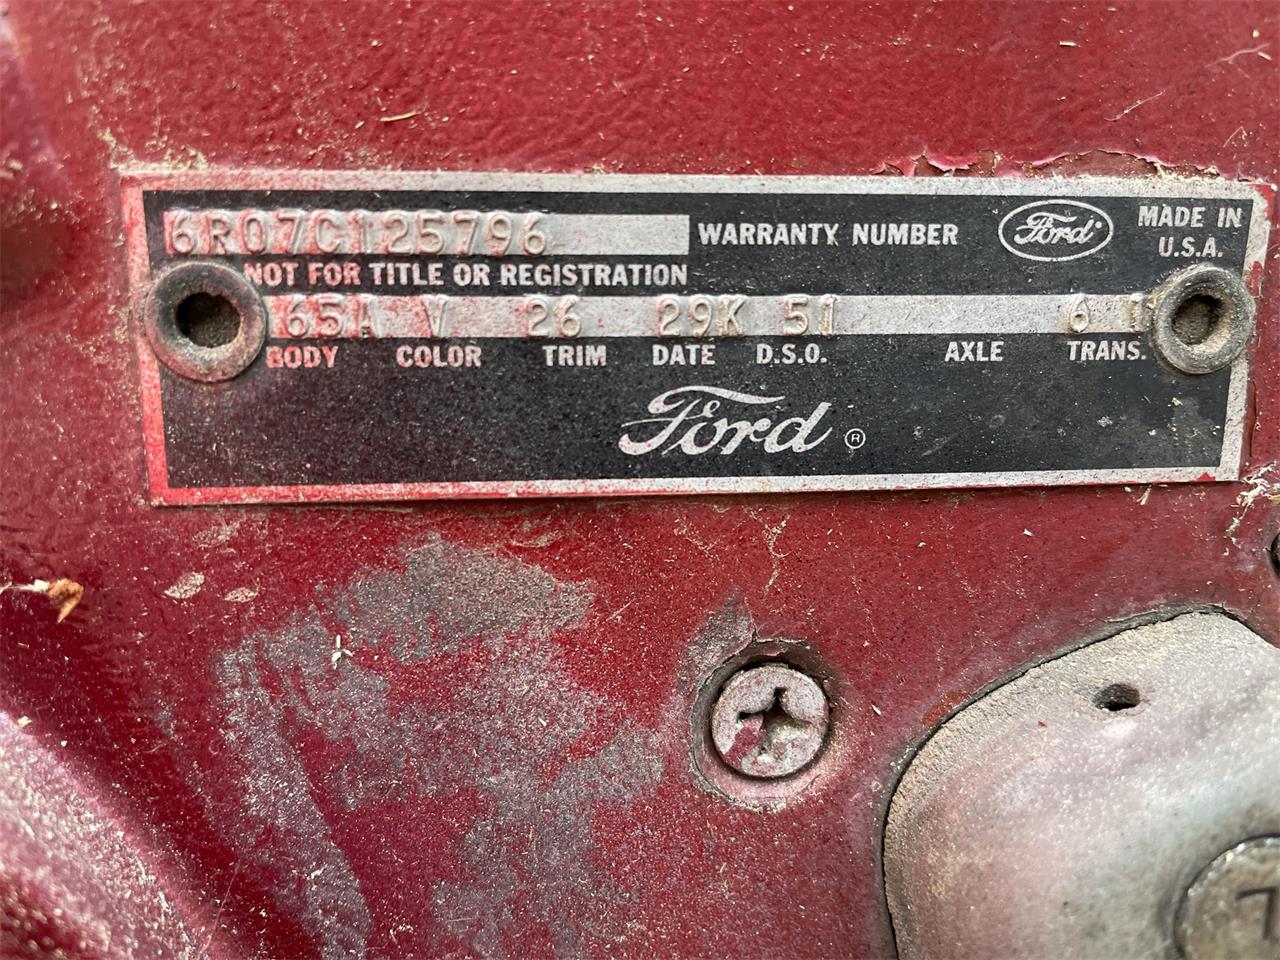 6R07C125796 WARRANTY NUMBER Ford MADE IN U.S.A.
NOT FOR TITLE OR REGISTRATION
65A V 26 29K 51 6
BODY COLOR TRIM DATE D.S.O. AXLE TRANS.
Ford ®